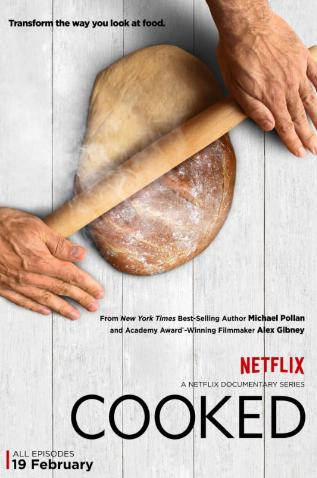 Transform the way you look at food.
From New York Times Best-Selling Author Michael Pollan
and Academy Award®-Winning Filmmaker Alex Gibney
NETFLIX
A NETFLIX DOCUMENTARY SERIES
COOKED
ALL EPISODES
19 February